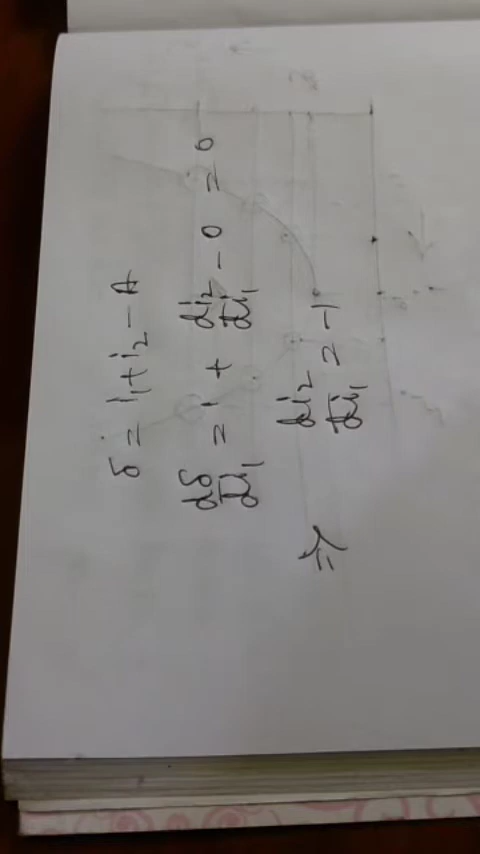 δ = i₁ + i₂ - A
dδ/di₁ = 1 + di₂/di₁ - 0 = 0
⇒ di₂/di₁ = -1